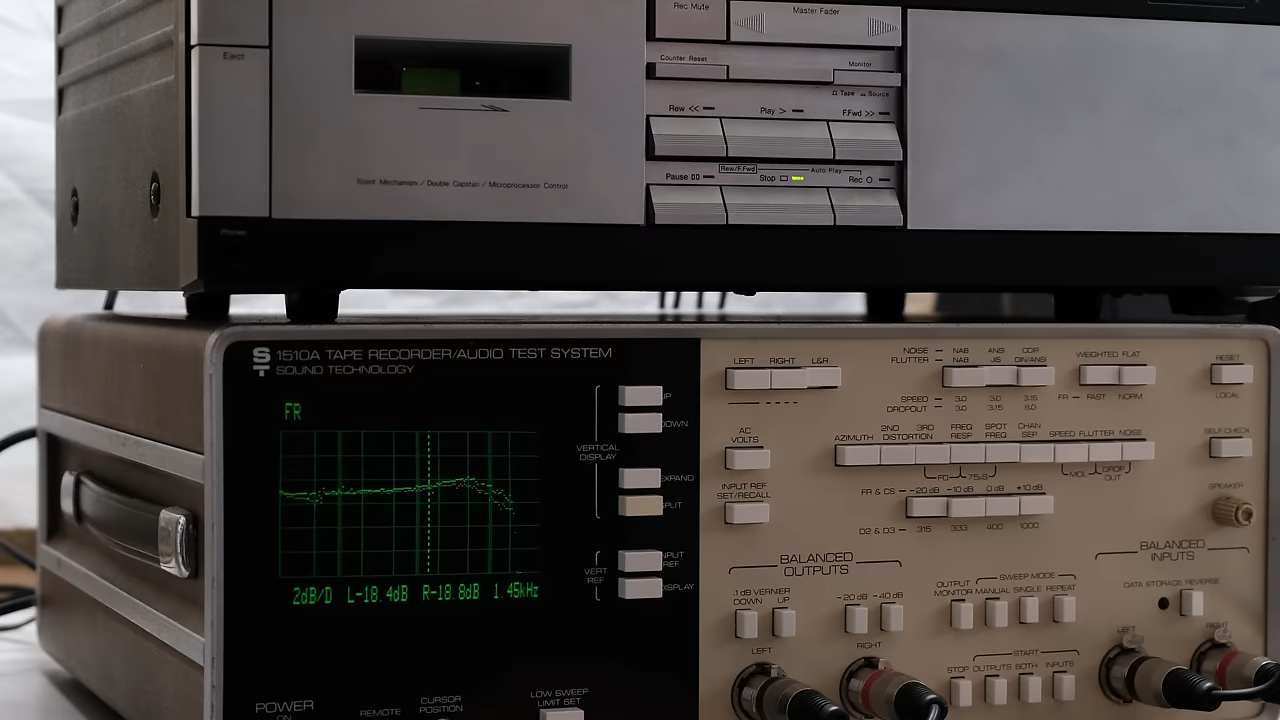 Rec Mute
Master Fader
Eject
Counter Reset
Monitor
Tape Source
Rew << Play > F.Fwd >>
Rew/F.Fwd Auto Play
Pause Stop Rec
Silent Mechanism / Double Capstan / Microprocessor Control
Phones
ST
1510A TAPE RECORDER/AUDIO TEST SYSTEM
SOUND TECHNOLOGY
FR
2dB/D L-18.4dB R-18.8dB 1.45kHz
UP
DOWN
VERTICAL
DISPLAY
EXPAND
SPLIT
VERT
REF
INPUT
REF
DISPLAY
POWER
ON
REMOTE
CURSOR
POSITION
LOW SWEEP
LIMIT SET
LEFT RIGHT L&R
NOISE – NAB ANSI CCIR
FLUTTER – NAB JIS DIN/ANSI
WEIGHTED FLAT
RESET
LOCAL
SPEED – 3.0 3.0 3.15
DROPOUT – 3.0 3.15 6.0
FR – FAST NORM
AC
VOLTS
AZIMUTH
2ND 3RD
DISTORTION
FREQ
RESP
SPOT
FREQ
CHAN
SEP
SPEED FLUTTER NOISE
SELF CHECK
FD 75µS
MOL DROP
OUT
INPUT REF
SET/RECALL
FR & CS – -20 dB -10 dB 0 dB +10 dB
D2 & D3 – 315 333 400 1000
SPEAKER
BALANCED
OUTPUTS
BALANCED
INPUTS
.1 dB VERNIER
DOWN UP
-20 dB -40 dB
OUTPUT
MONITOR
SWEEP MODE
MANUAL SINGLE REPEAT
DATA STORAGE REVERSE
LEFT RIGHT
START
STOP OUTPUTS BOTH INPUTS
LEFT RIGHT